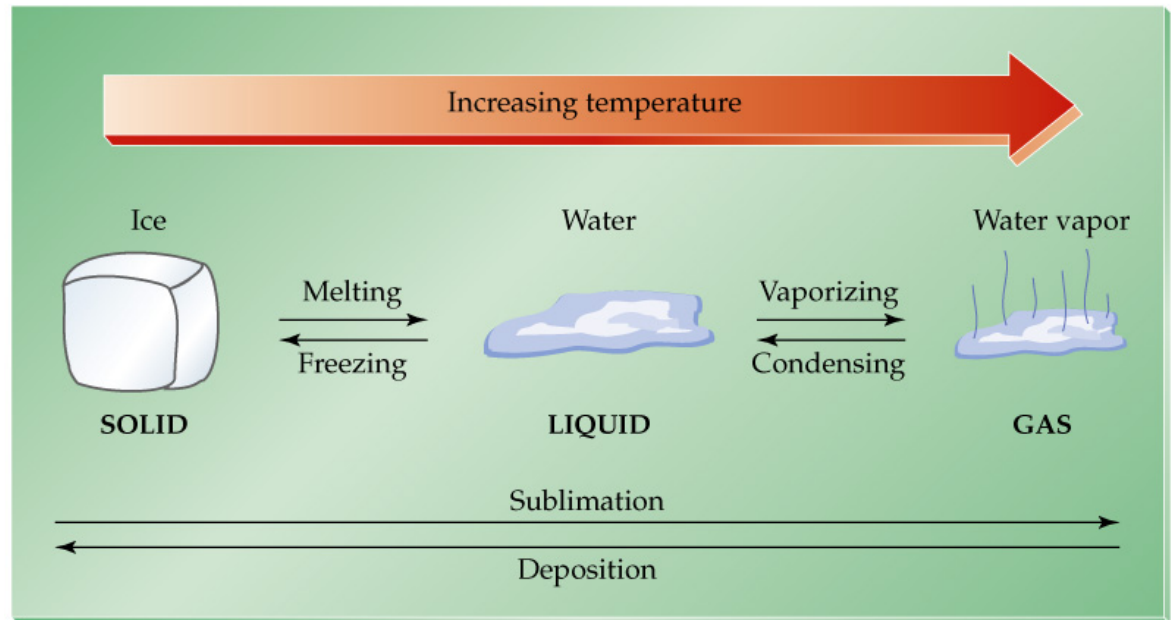 Increasing temperature
Ice
Water
Water vapor
Melting
Vaporizing
Freezing
Condensing
SOLID
LIQUID
GAS
Sublimation
Deposition